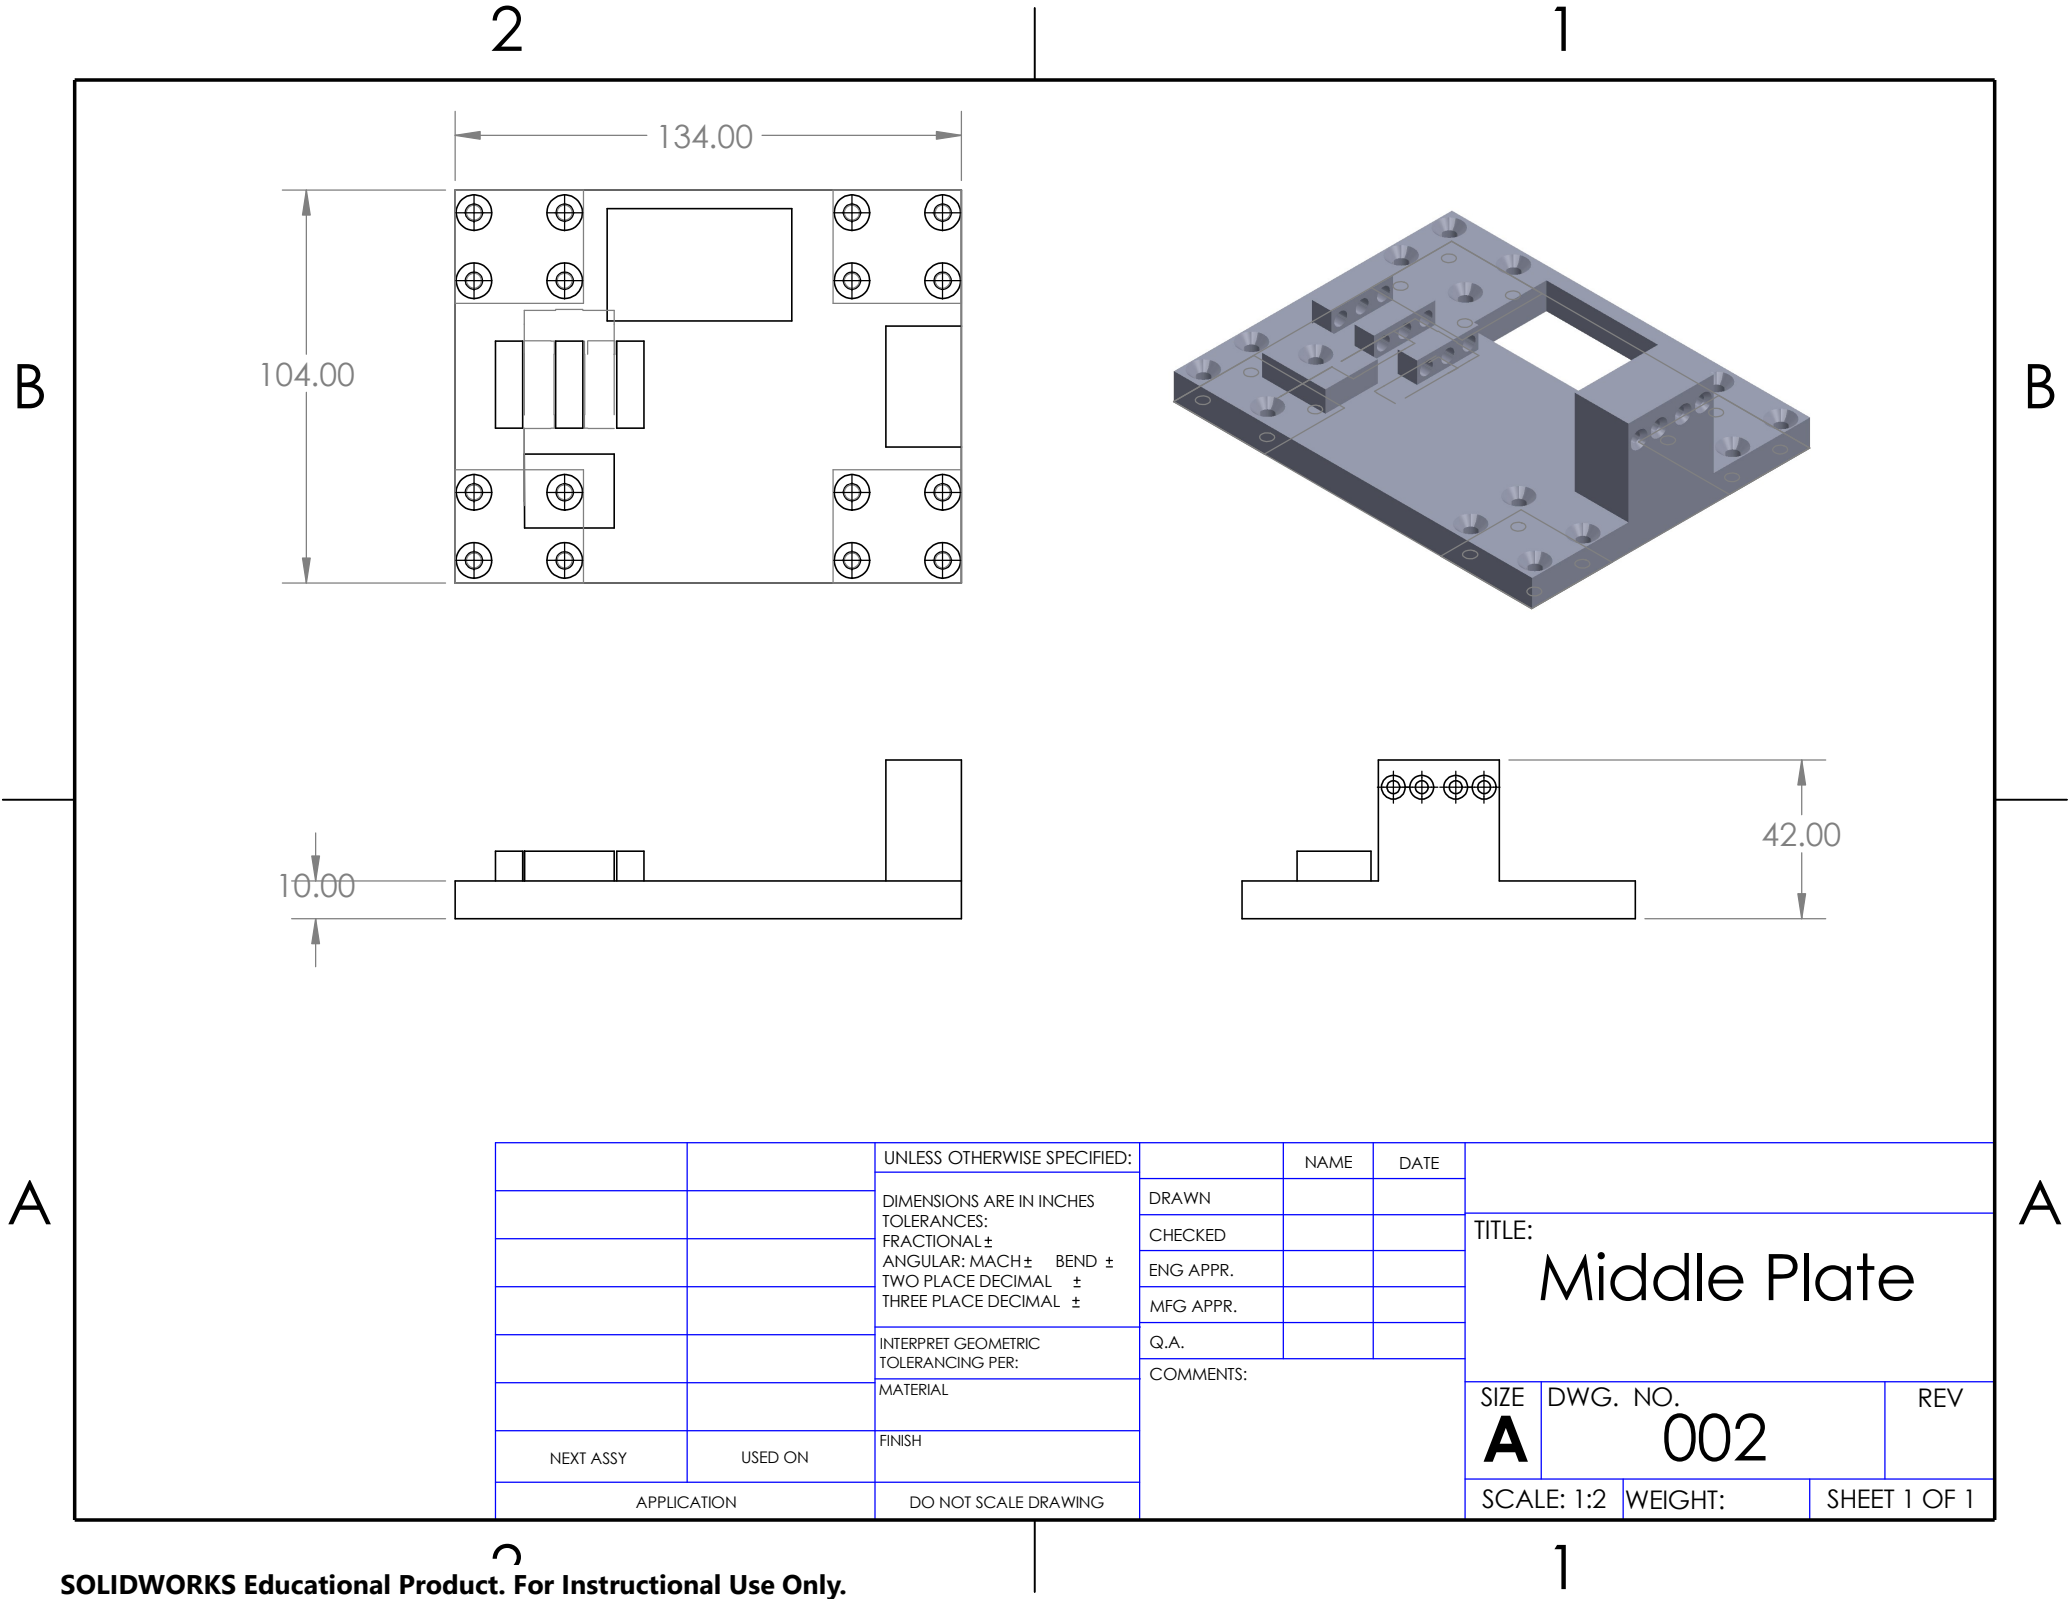 2 1
134.00
104.00
B B
10.00
42.00
A A
UNLESS OTHERWISE SPECIFIED:
DIMENSIONS ARE IN INCHES
TOLERANCES:
FRACTIONAL ±
ANGULAR: MACH ± BEND ±
TWO PLACE DECIMAL ±
THREE PLACE DECIMAL ±
INTERPRET GEOMETRIC
TOLERANCING PER:
MATERIAL
FINISH
NEXT ASSY USED ON
APPLICATION DO NOT SCALE DRAWING
NAME DATE
DRAWN
CHECKED
ENG APPR.
MFG APPR.
Q.A.
COMMENTS:
TITLE:
Middle Plate
SIZE DWG. NO. REV
A 002
SCALE: 1:2 WEIGHT: SHEET 1 OF 1
2 1
SOLIDWORKS Educational Product. For Instructional Use Only.